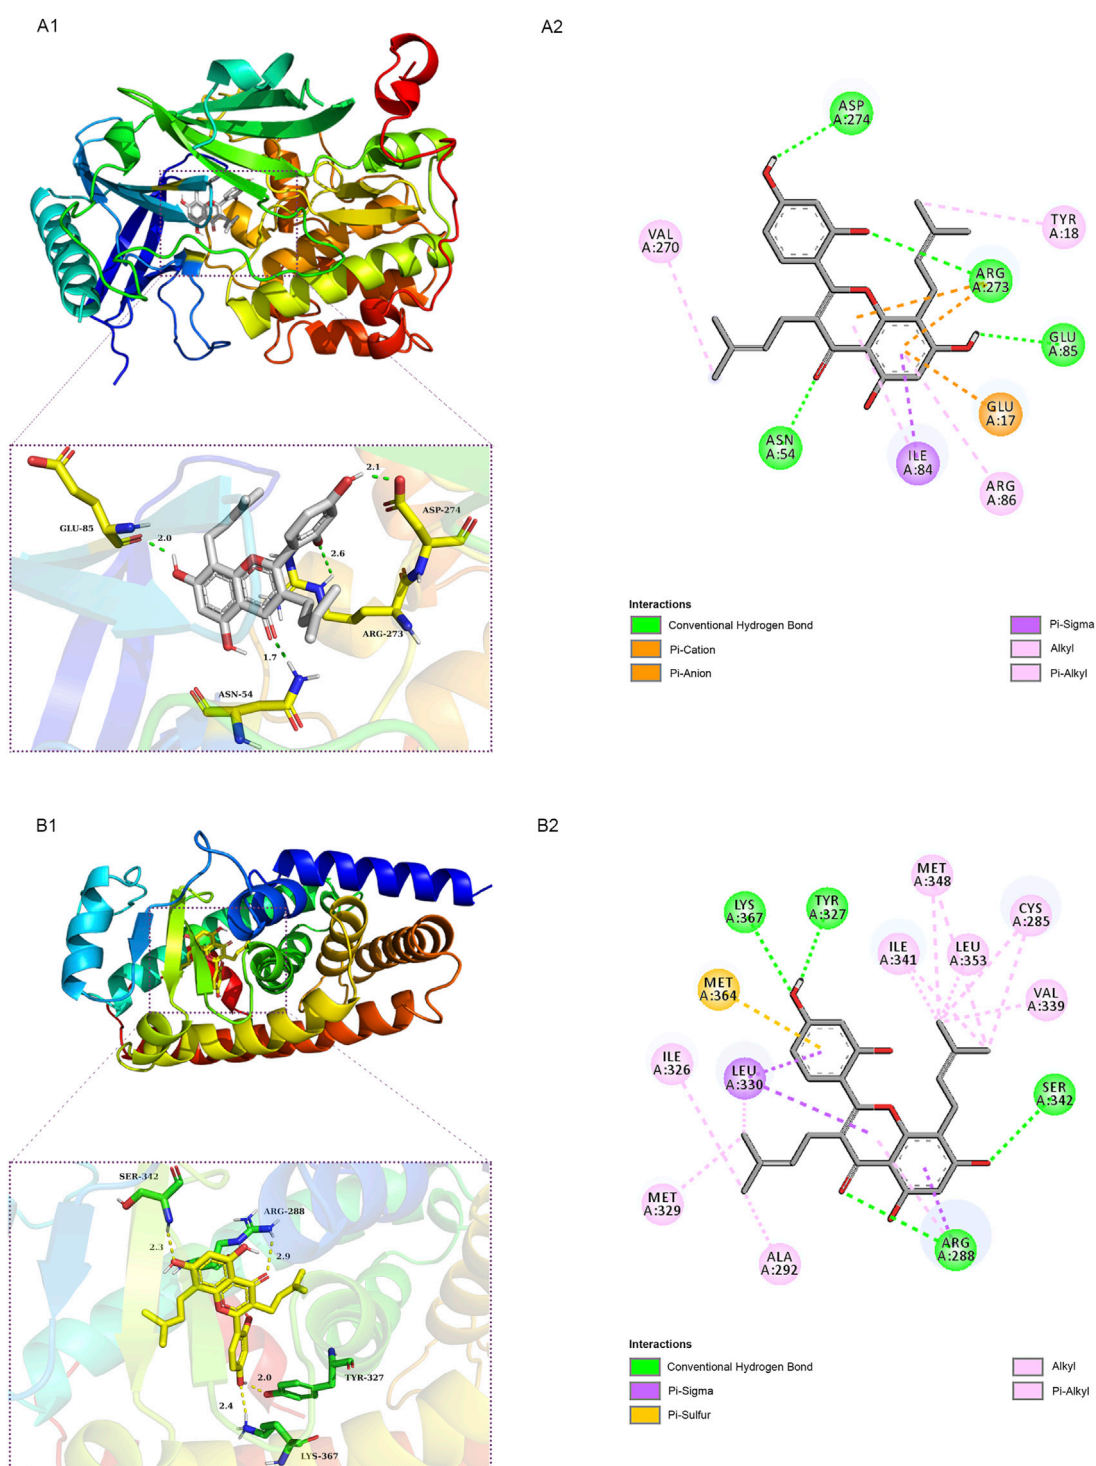 A1
A2
ASP
A:274
VAL
A:270
TYR
A:18
ARG
A:273
GLU
A:85
GLU
A:17
ASN
A:54
ILE
A:84
ARG
A:86
2.1
GLU-85
2.0
ASP-274
2.6
ARG-273
1.7
ASN-54
Interactions
Conventional Hydrogen Bond
Pi-Cation
Pi-Anion
Pi-Sigma
Alkyl
Pi-Alkyl
B1
B2
MET
A:348
LYS
A:367
TYR
A:327
CYS
A:285
ILE
A:341
LEU
A:353
MET
A:364
VAL
A:339
ILE
A:326
LEU
A:330
SER
A:342
MET
A:329
ALA
A:292
ARG
A:288
SER-342
ARG-288
2.3
2.9
2.0
TYR-327
2.4
LYS-367
Interactions
Conventional Hydrogen Bond
Pi-Sigma
Pi-Sulfur
Alkyl
Pi-Alkyl